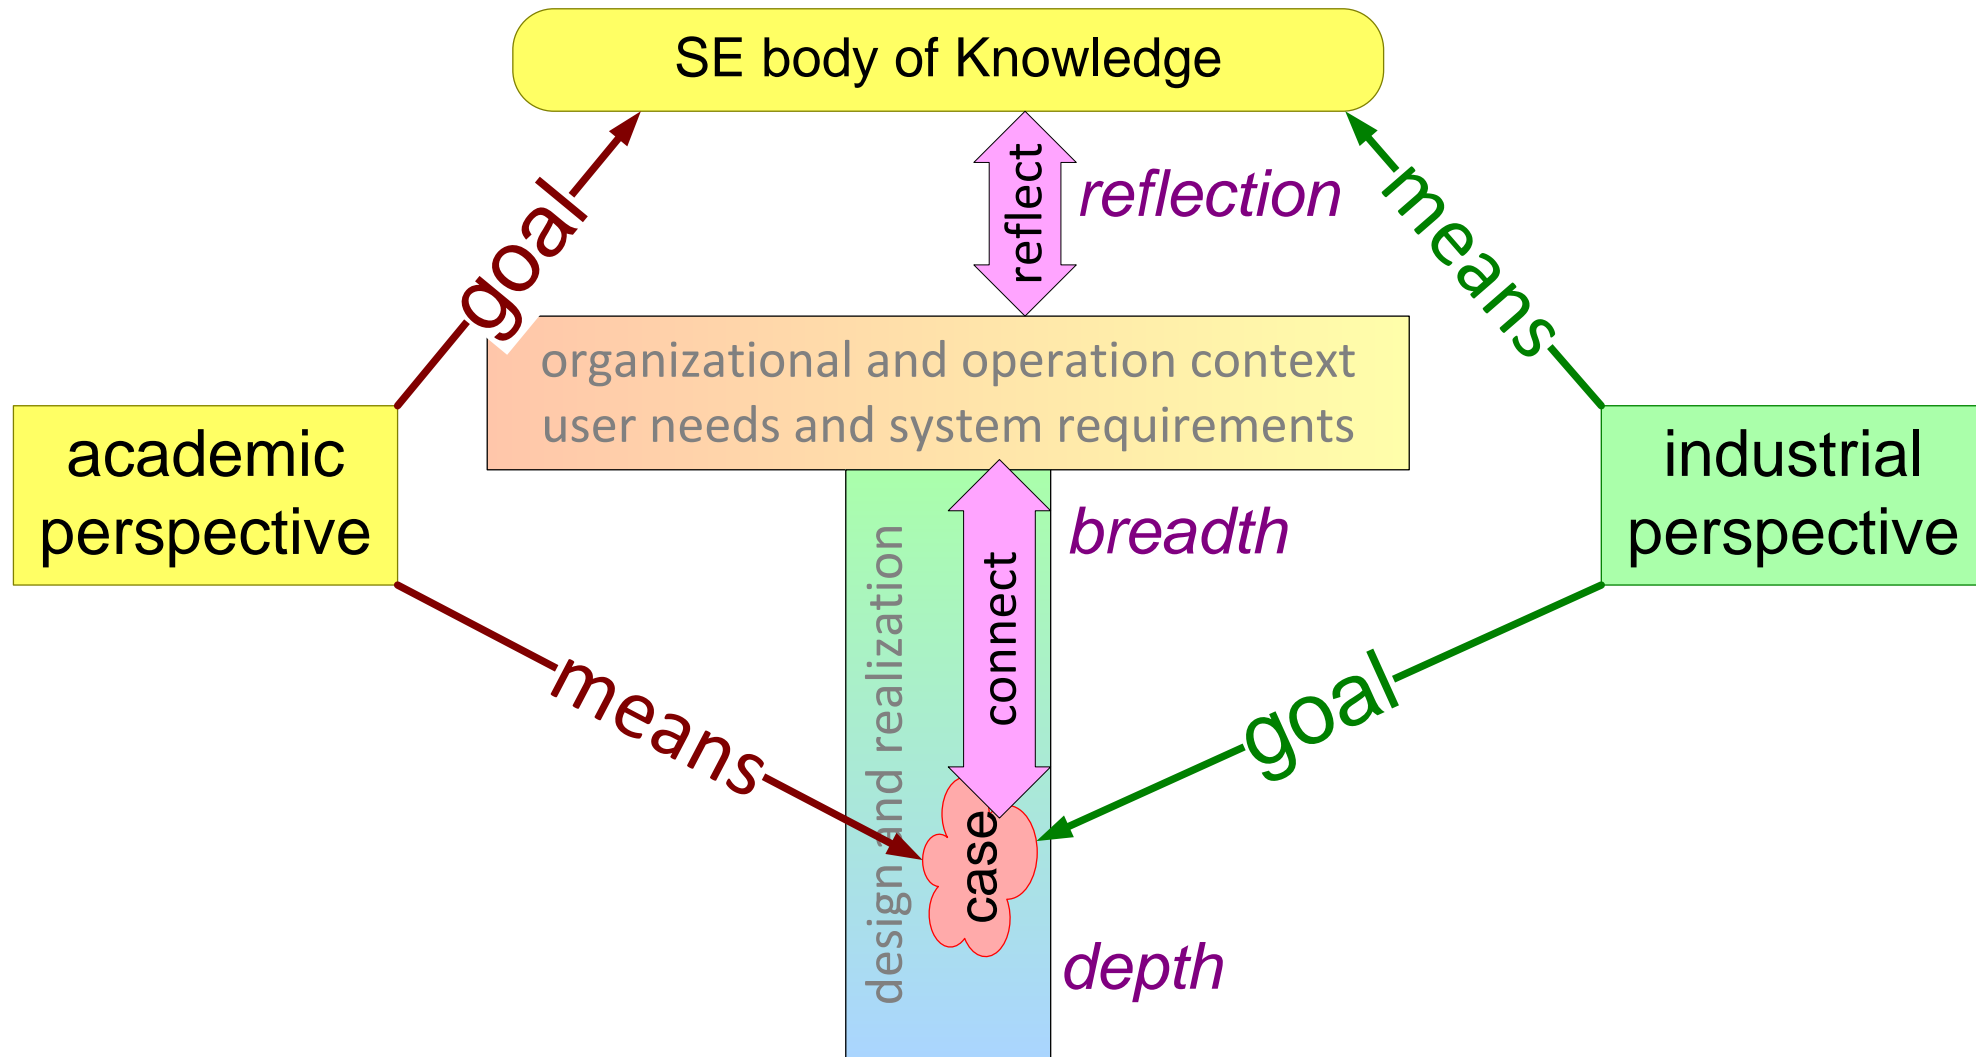 SE body of Knowledge
goal
reflect
reflection
means
organizational and operation context
user needs and system requirements
academic
perspective
industrial
perspective
breadth
connect
design and realization
means
goal
case
depth